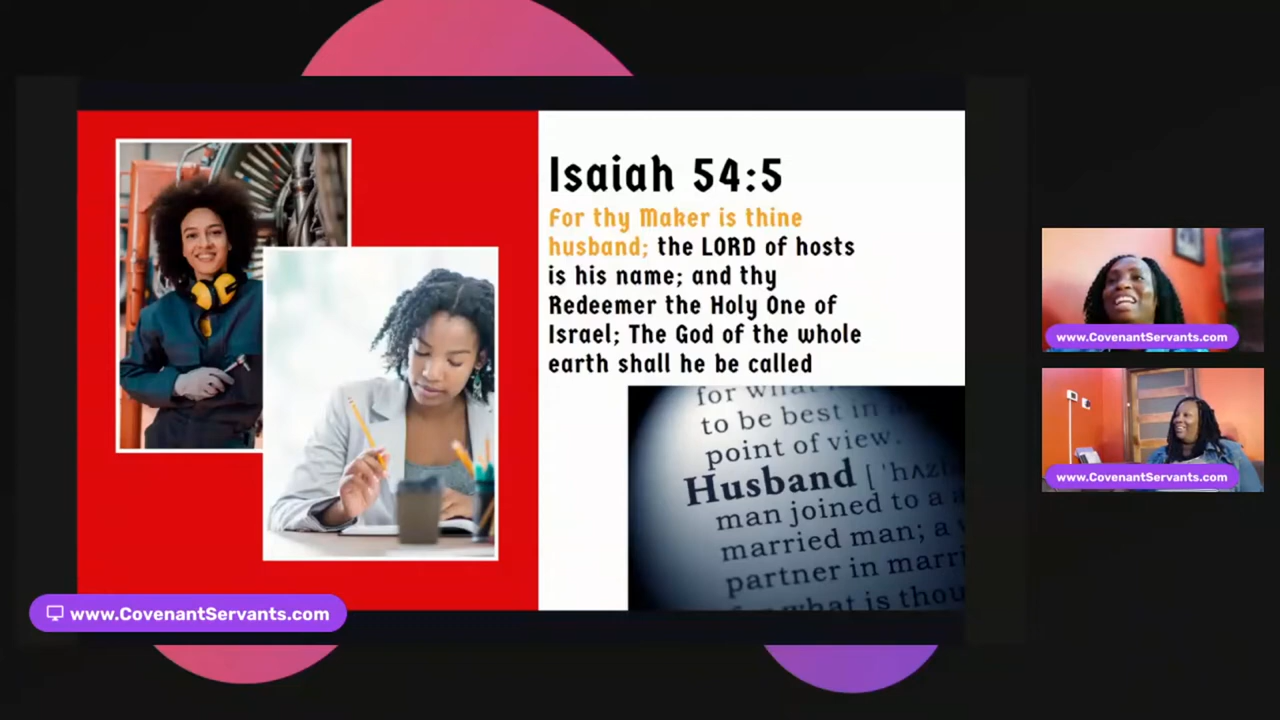 Isaiah 54:5
For thy Maker is thine
husband; the LORD of hosts
is his name; and thy
Redeemer the Holy One of
Israel; The God of the whole
earth shall he be called
for what
to be best in
point of view.
Husband
man joined to a
married man; a
partner in
for what is
www.CovenantServants.com
www.CovenantServants.com
www.CovenantServants.com